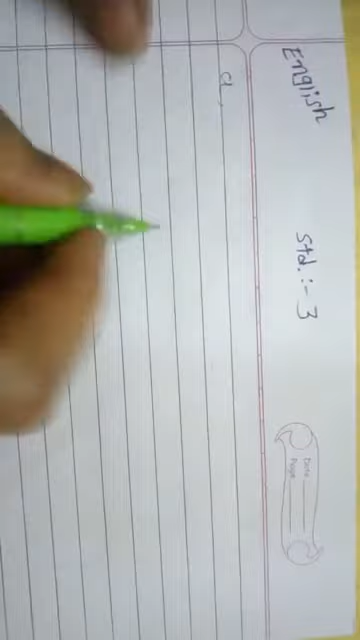 English Std. :- 3
Date
Page
a,